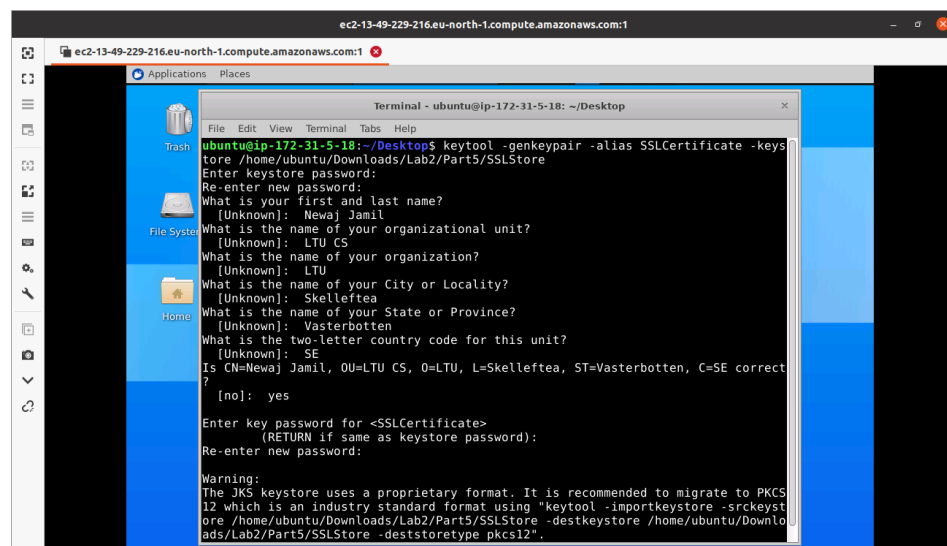 ec2-13-49-229-216.eu-north-1.compute.amazonaws.com:1
ec2-13-49-229-216.eu-north-1.compute.amazonaws.com:1
Applications Places
Terminal - ubuntu@ip-172-31-5-18: ~/Desktop
File Edit View Terminal Tabs Help
Trash
File System
Home
ubuntu@ip-172-31-5-18:~/Desktop$ keytool -genkeypair -alias SSLCertificate -keys
tore /home/ubuntu/Downloads/Lab2/Part5/SSLStore
Enter keystore password:
Re-enter new password:
What is your first and last name?
  [Unknown]:  Newaj Jamil
What is the name of your organizational unit?
  [Unknown]:  LTU CS
What is the name of your organization?
  [Unknown]:  LTU
What is the name of your City or Locality?
  [Unknown]:  Skelleftea
What is the name of your State or Province?
  [Unknown]:  Vasterbotten
What is the two-letter country code for this unit?
  [Unknown]:  SE
Is CN=Newaj Jamil, OU=LTU CS, O=LTU, L=Skelleftea, ST=Vasterbotten, C=SE correct
?
  [no]:  yes
Enter key password for <SSLCertificate>
        (RETURN if same as keystore password):
Re-enter new password:
Warning:
The JKS keystore uses a proprietary format. It is recommended to migrate to PKCS
12 which is an industry standard format using "keytool -importkeystore -srckeyst
ore /home/ubuntu/Downloads/Lab2/Part5/SSLStore -destkeystore /home/ubuntu/Downlo
ads/Lab2/Part5/SSLStore -deststoretype pkcs12".